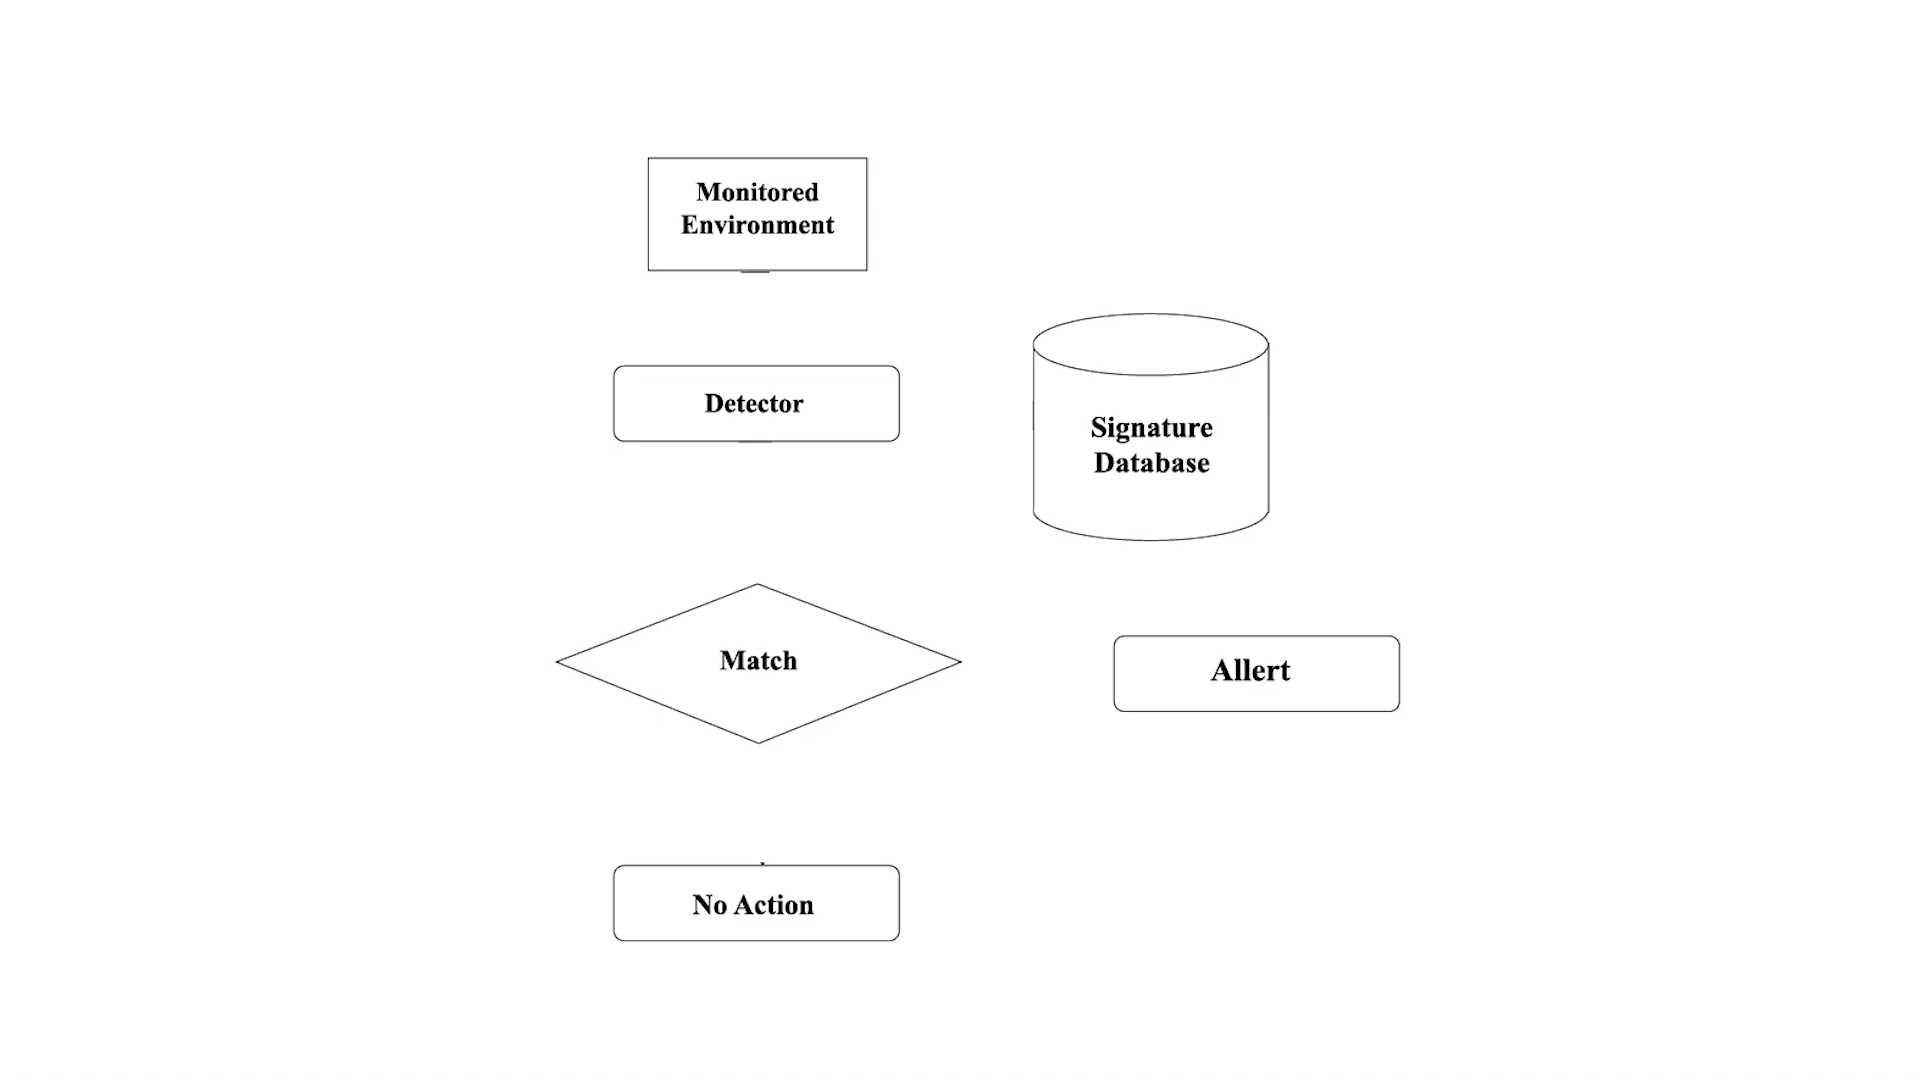 Monitored
Environment
Detector
Signature
Database
Match
Allert
No Action